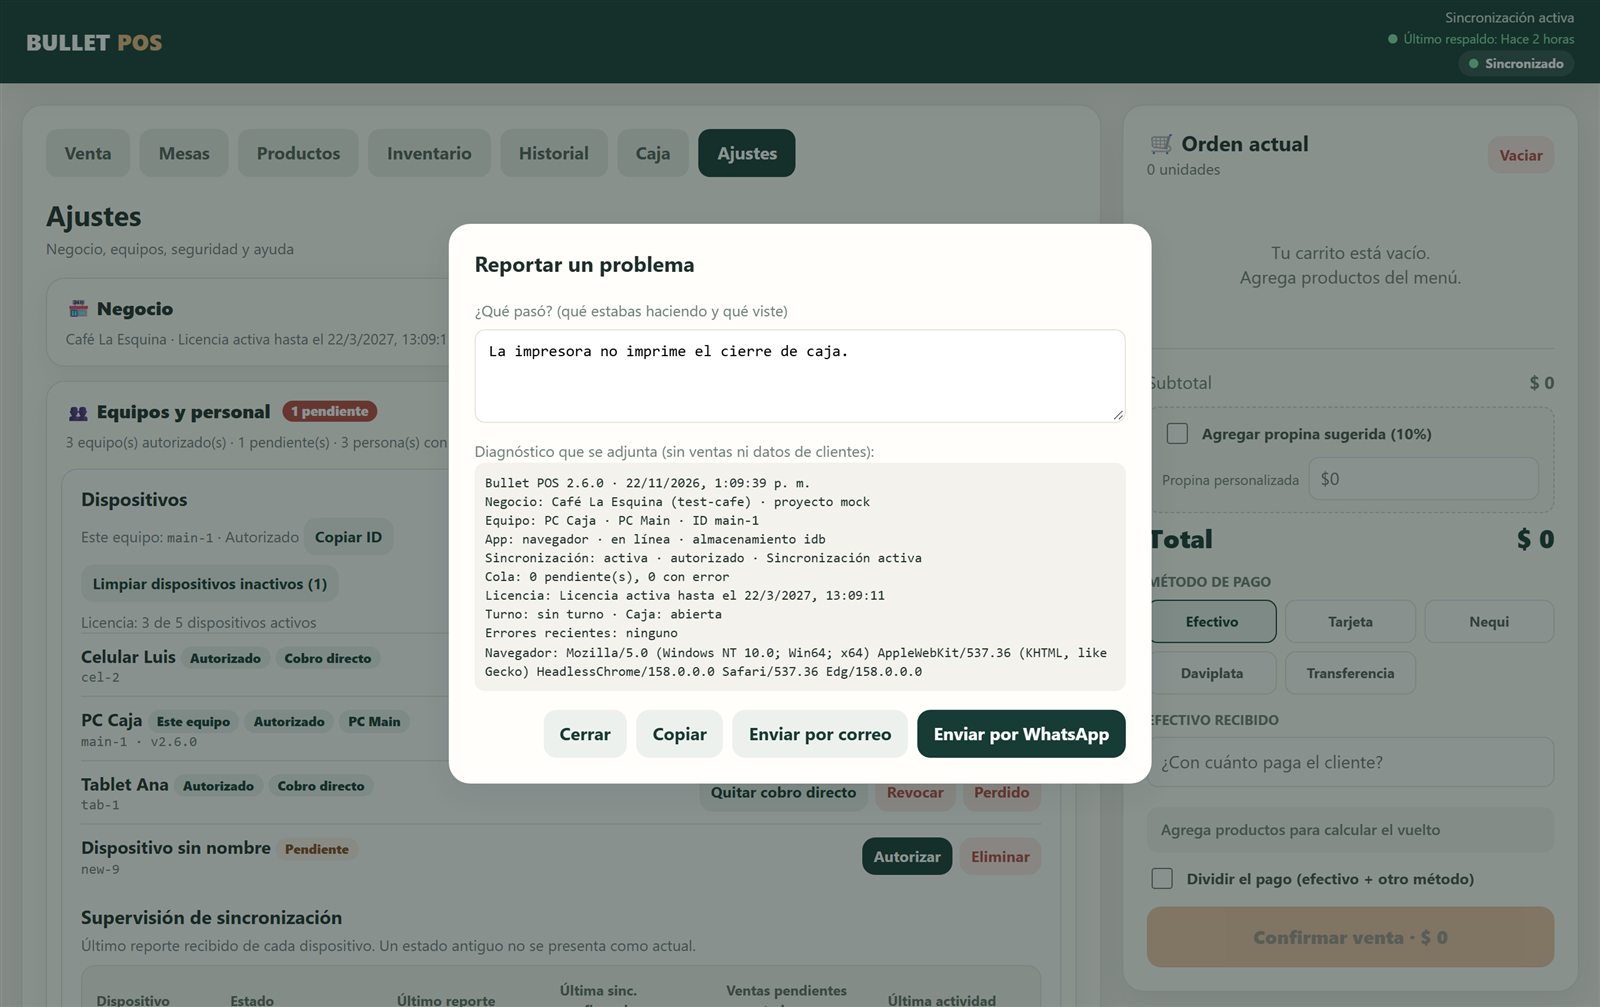 BULLET POS
Sincronización activa
Último respaldo: Hace 2 horas
Sincronizado
Venta
Mesas
Productos
Inventario
Historial
Caja
Ajustes
Ajustes
Negocio, equipos, seguridad y ayuda
Negocio
Café La Esquina · Licencia activa hasta el 22/3/2027, 13:09:1
Equipos y personal
1 pendiente
3 equipo(s) autorizado(s) · 1 pendiente(s) · 3 persona(s) con
Dispositivos
Este equipo: main-1 · Autorizado
Copiar ID
Limpiar dispositivos inactivos (1)
Licencia: 3 de 5 dispositivos activos
Celular Luis Autorizado Cobro directo
cel-2
PC Caja Este equipo Autorizado PC Main
main-1 · v2.6.0
Tablet Ana Autorizado Cobro directo
tab-1
Quitar cobro directo
Revocar
Perdido
Dispositivo sin nombre Pendiente
new-9
Autorizar
Eliminar
Supervisión de sincronización
Último reporte recibido de cada dispositivo. Un estado antiguo no se presenta como actual.
Dispositivo
Estado
Último reporte
Última sinc.
Ventas pendientes
Última actividad
Reportar un problema
¿Qué pasó? (qué estabas haciendo y qué viste)
La impresora no imprime el cierre de caja.
Diagnóstico que se adjunta (sin ventas ni datos de clientes):
Bullet POS 2.6.0 · 22/11/2026, 1:09:39 p. m.
Negocio: Café La Esquina (test-cafe) · proyecto mock
Equipo: PC Caja · PC Main · ID main-1
App: navegador · en línea · almacenamiento idb
Sincronización: activa · autorizado · Sincronización activa
Cola: 0 pendiente(s), 0 con error
Licencia: Licencia activa hasta el 22/3/2027, 13:09:11
Turno: sin turno · Caja: abierta
Errores recientes: ninguno
Navegador: Mozilla/5.0 (Windows NT 10.0; Win64; x64) AppleWebKit/537.36 (KHTML, like
Gecko) HeadlessChrome/158.0.0.0 Safari/537.36 Edg/158.0.0.0
Cerrar
Copiar
Enviar por correo
Enviar por WhatsApp
Orden actual
0 unidades
Vaciar
Tu carrito está vacío.
Agrega productos del menú.
Subtotal
$ 0
Agregar propina sugerida (10%)
Propina personalizada
$0
Total
$ 0
MÉTODO DE PAGO
Efectivo
Tarjeta
Nequi
Daviplata
Transferencia
EFECTIVO RECIBIDO
¿Con cuánto paga el cliente?
Agrega productos para calcular el vuelto
Dividir el pago (efectivo + otro método)
Confirmar venta · $ 0